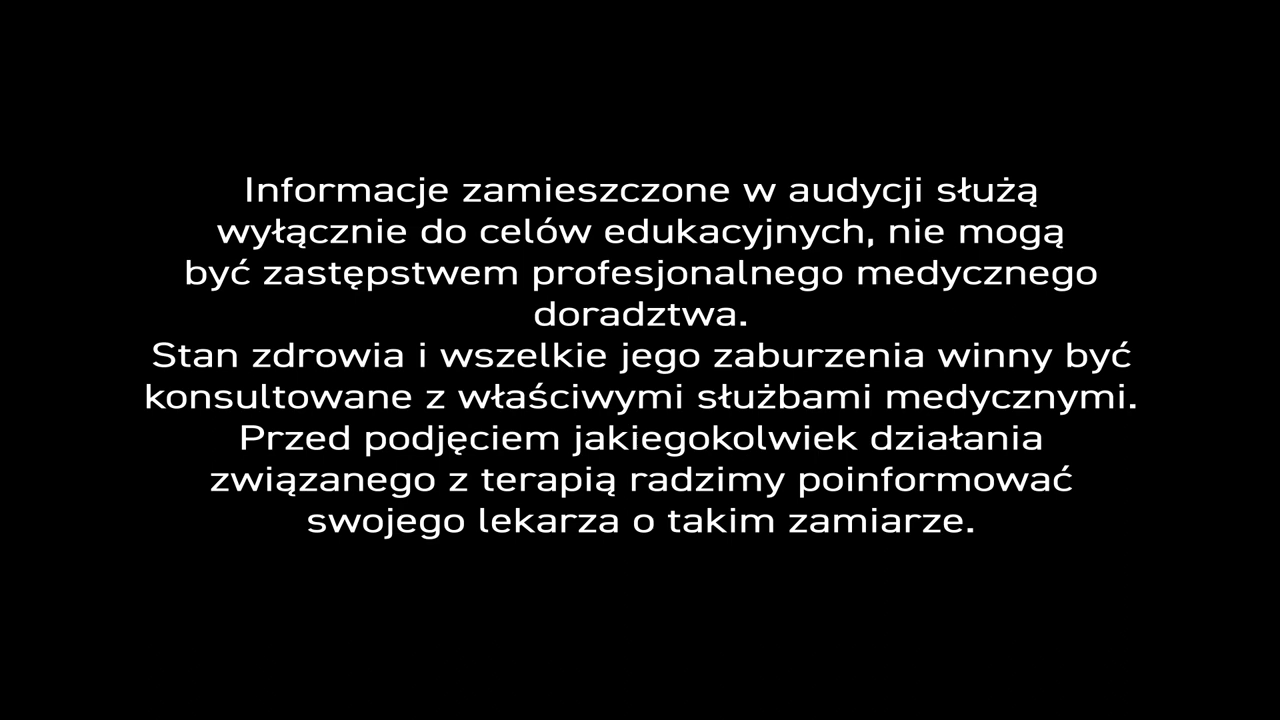 Informacje zamieszczone w audycji służą
wyłącznie do celów edukacyjnych, nie mogą
być zastępstwem profesjonalnego medycznego
doradztwa.
Stan zdrowia i wszelkie jego zaburzenia winny być
konsultowane z właściwymi służbami medycznymi.
Przed podjęciem jakiegokolwiek działania
związanego z terapią radzimy poinformować
swojego lekarza o takim zamiarze.